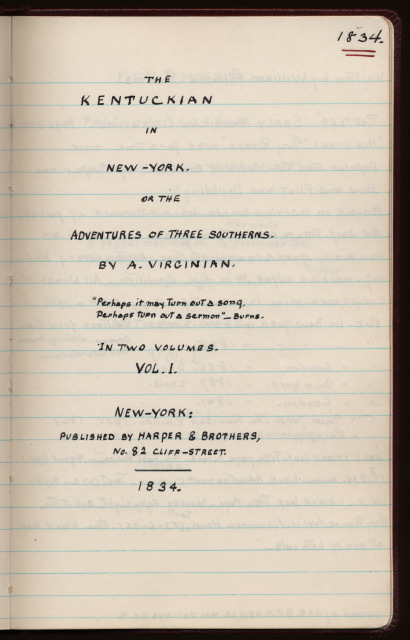 1834.
THE
KENTUCKIAN
IN
NEW-YORK.
OR THE
ADVENTURES OF THREE SOUTHERNS.
BY A. VIRGINIAN.
"Perhaps it may Turn out a song,
Perhaps turn out a sermon"_ Burns.
IN TWO VOLUMES.
VOL. I.
NEW-YORK:
PUBLISHED BY HARPER & BROTHERS,
NO. 82 CLIFF-STREET.
1834.